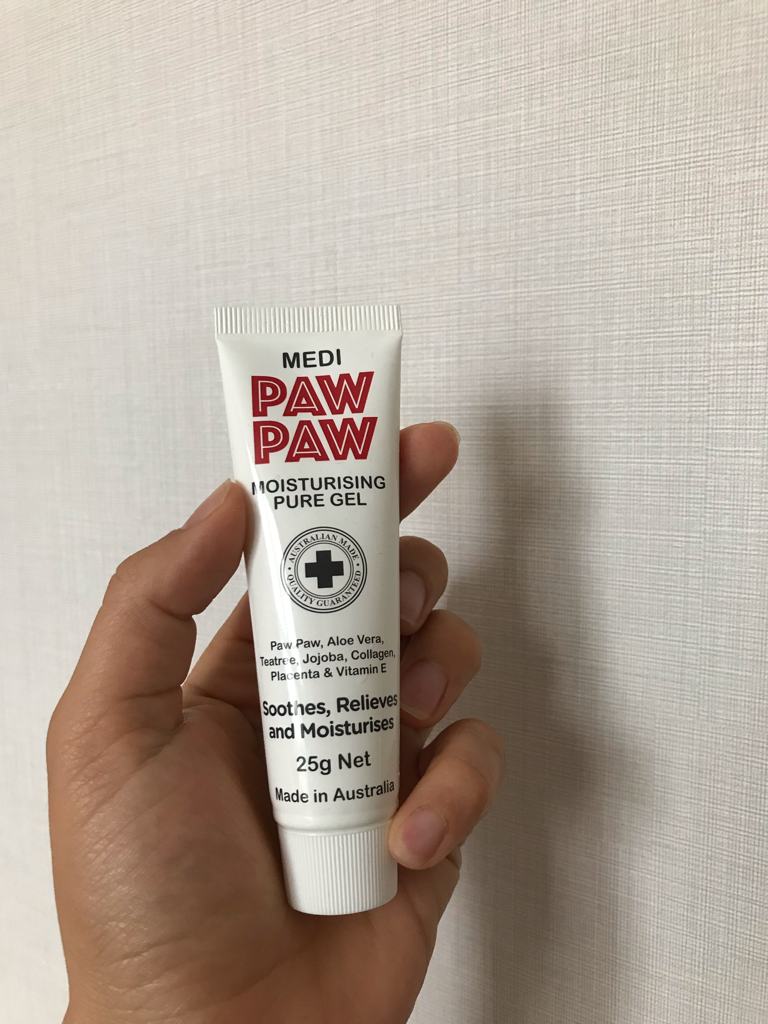 MEDI
PAW
PAW
MOISTURISING
PURE GEL
• AUSTRALIAN MADE •
QUALITY GUARANTEED
Paw Paw, Aloe Vera,
Teatree, Jojoba, Collagen,
Placenta & Vitamin E
Soothes, Relieves
and Moisturises
25g Net
Made in Australia